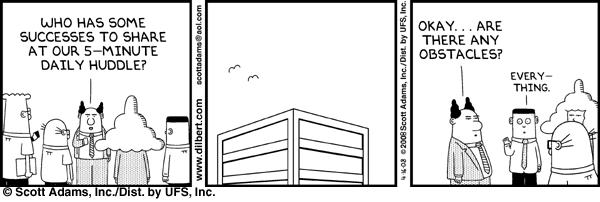 WHO HAS SOME
SUCCESSES TO SHARE
AT OUR 5-MINUTE
DAILY HUDDLE?
www.dilbert.com
scottadams@aol.com
OKAY... ARE
THERE ANY
OBSTACLES?
EVERY-
THING.
4-16-08 © 2008 Scott Adams, Inc./Dist. by UFS, Inc.
© Scott Adams, Inc./Dist. by UFS, Inc.